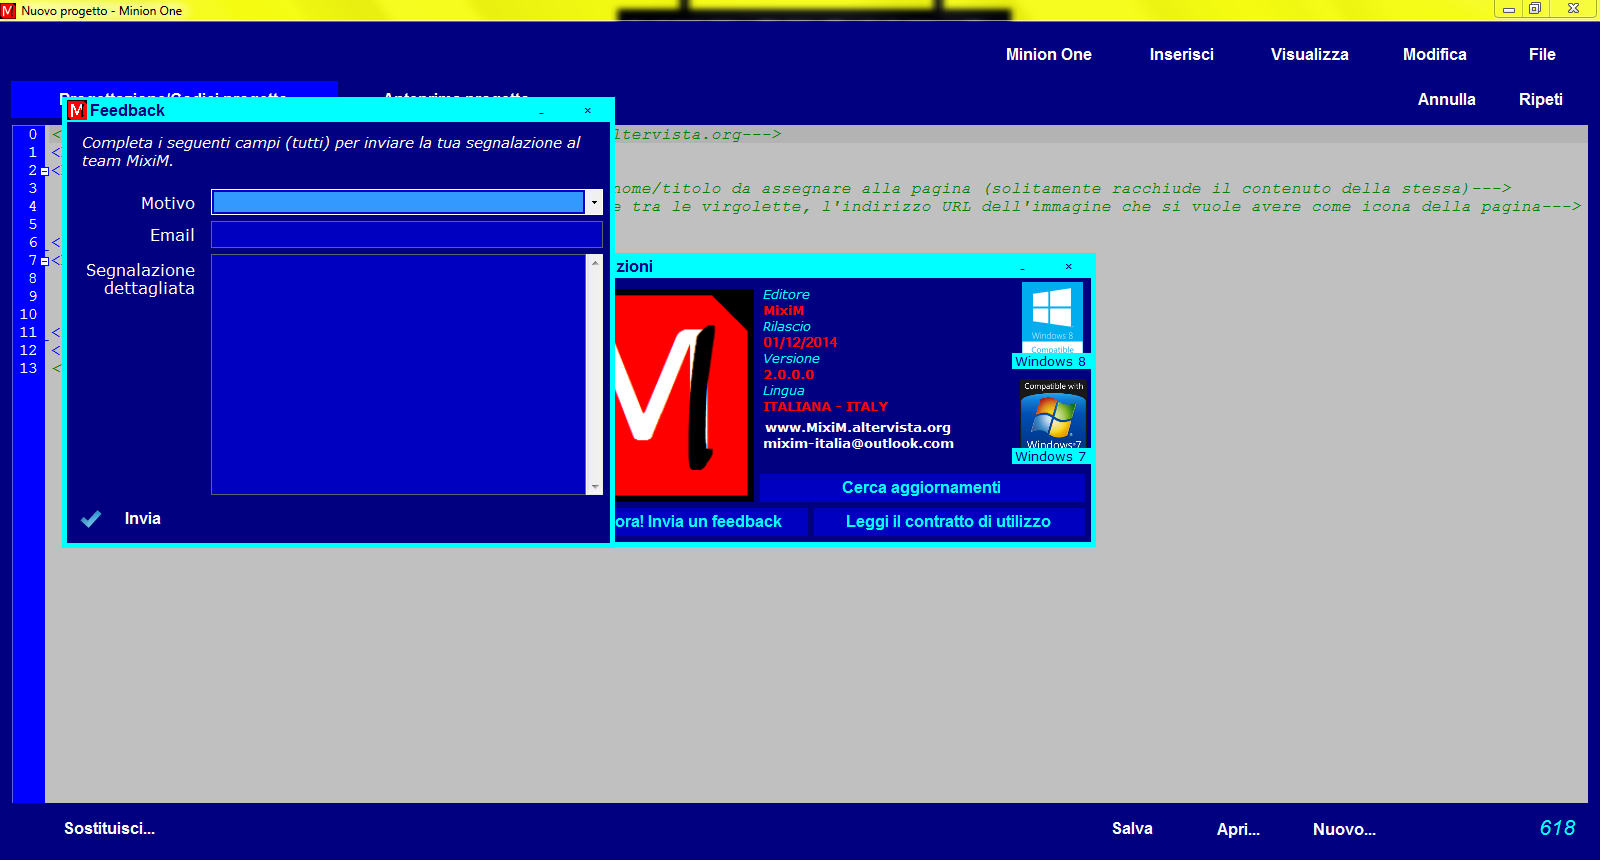 Nuovo progetto - Minion One
Minion One Inserisci Visualizza Modifica File
Annulla Ripeti
M Feedback
Completa i seguenti campi (tutti) per inviare la tua segnalazione al
team MixiM.
Motivo
Email
Segnalazione
dettagliata
Invia
0
1
2
3
4
5
6
7
8
9
10
11
12
13
altervista.org--->
nome/titolo da assegnare alla pagina (solitamente racchiude il contenuto della stessa)--->
e tra le virgolette, l'indirizzo URL dell'immagine che si vuole avere come icona della pagina--->
zioni
Editore
MixiM
Rilascio
01/12/2014
Versione
2.0.0.0
Lingua
ITALIANA - ITALY
www.MixiM.altervista.org
mixim-italia@outlook.com
Windows 8
Compatible
Windows 8
Compatible with
Windows 7
Windows 7
Cerca aggiornamenti
ora! Invia un feedback
Leggi il contratto di utilizzo
Sostituisci...
Salva Apri... Nuovo... 618